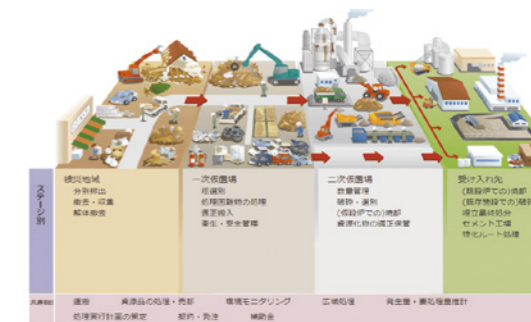 ステージ別
被災地域
分別排出
撤去・収集
解体撤去
一次仮置場
粗選別
処理困難物の処理
適正搬入
衛生・安全管理
二次仮置場
数量管理
破砕・選別
(仮設炉での)焼却
資源化物の適正保管
受け入れ先
(既設炉での)焼却
(既存施設での)破砕
埋立最終処分
セメント工場
特化ルート処理
共通項目
運搬 貴添品の処理・売却 環境モニタリング 広域処理 発生量・要処理量推計
処理実行計画の策定 契約・発注 補助金